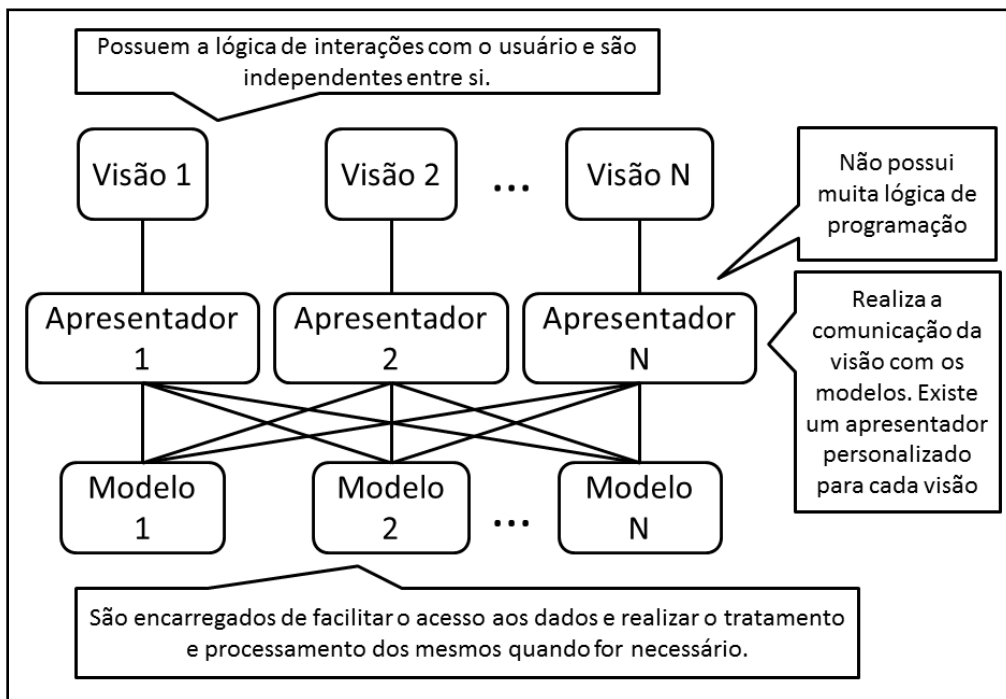 Possuem a lógica de interações com o usuário e são
independentes entre si.
Visão 1
Visão 2
...
Visão N
Não possui
muita lógica de
programação
Apresentador
1
Apresentador
2
Apresentador
N
Realiza a
comunicação da
visão com os
modelos. Existe
um apresentador
personalizado
para cada visão
Modelo
1
Modelo
2
...
Modelo
N
São encarregados de facilitar o acesso aos dados e realizar o tratamento
e processamento dos mesmos quando for necessário.